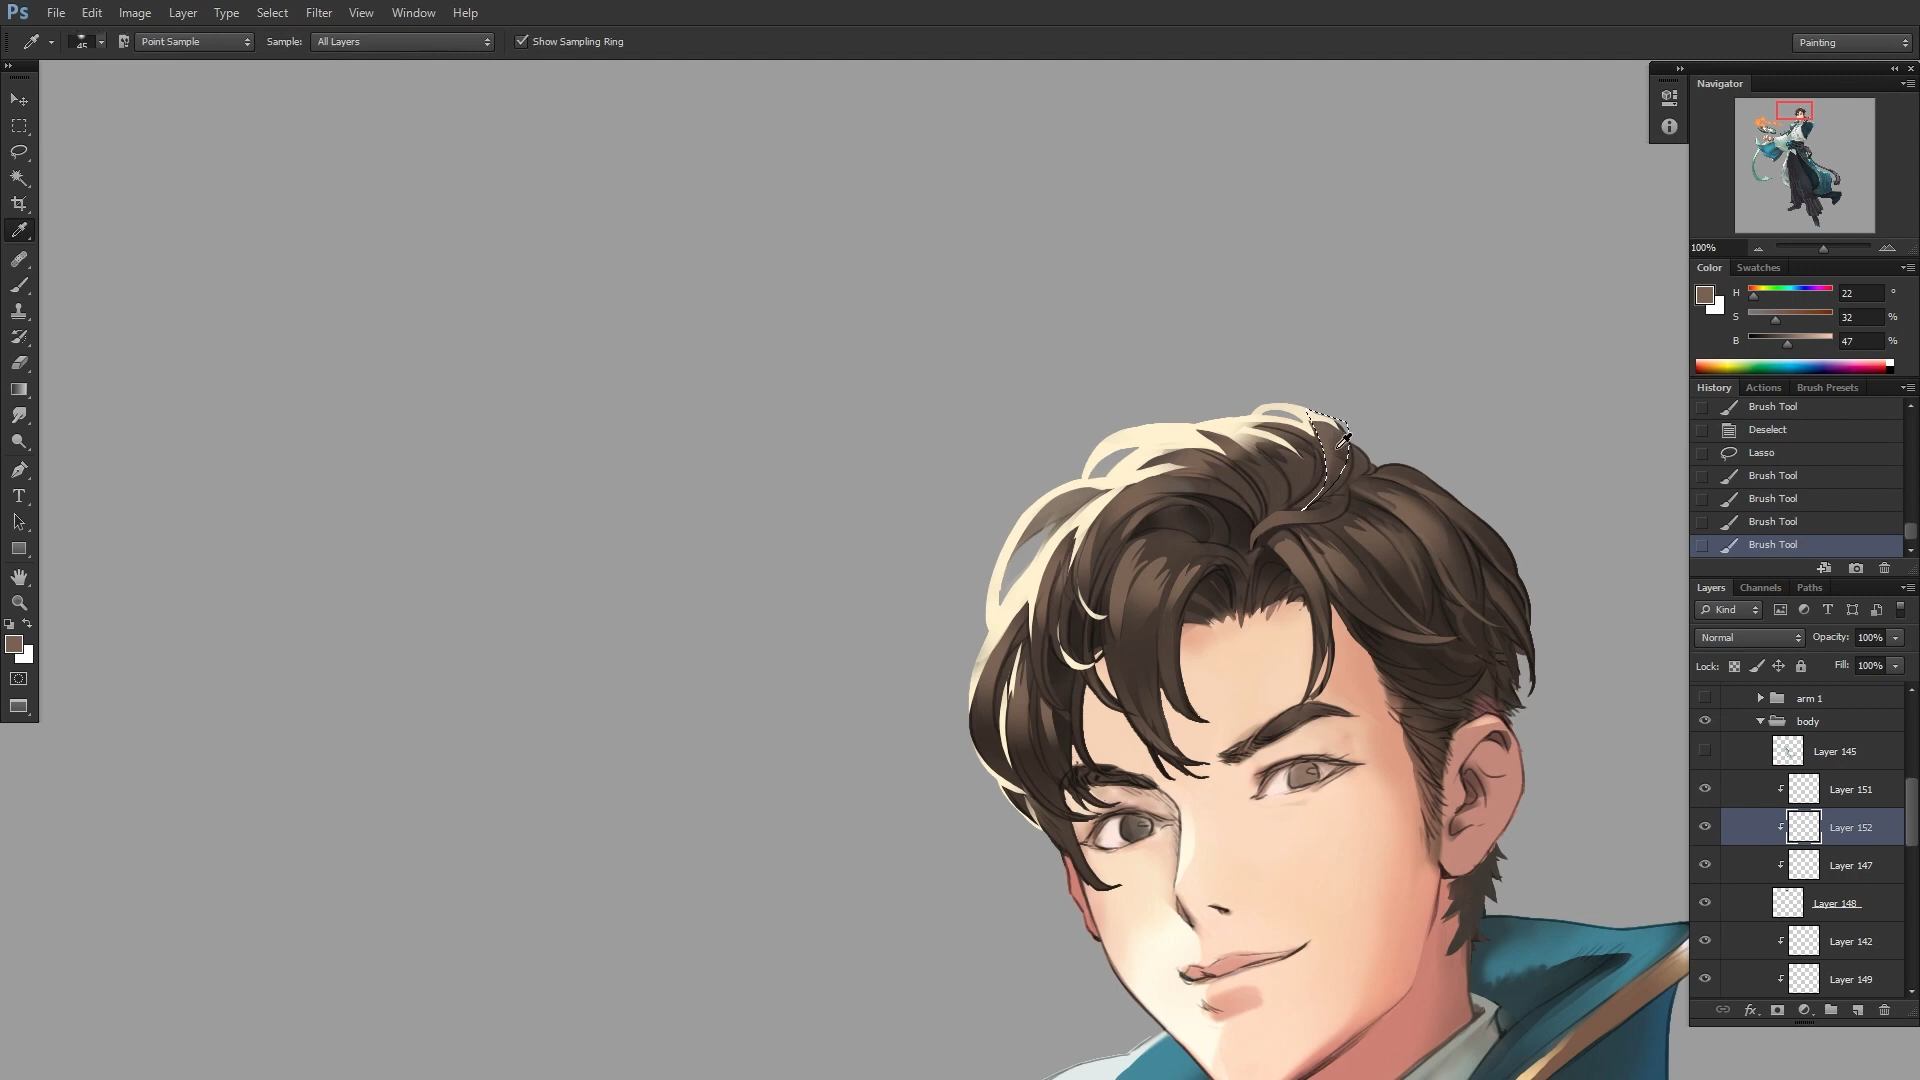 Ps File Edit Image Layer Type Select Filter View Window Help
45 Point Sample Sample: All Layers Show Sampling Ring Painting
Navigator
100%
Color Swatches
H 22 °
S 32 %
B 47 %
History Actions Brush Presets
Brush Tool
Deselect
Lasso
Brush Tool
Brush Tool
Brush Tool
Brush Tool
Layers Channels Paths
Kind T
Normal Opacity: 100%
Lock: Fill: 100%
arm 1
body
Layer 145
Layer 151
Layer 152
Layer 147
Layer 148
Layer 142
Layer 149
fx